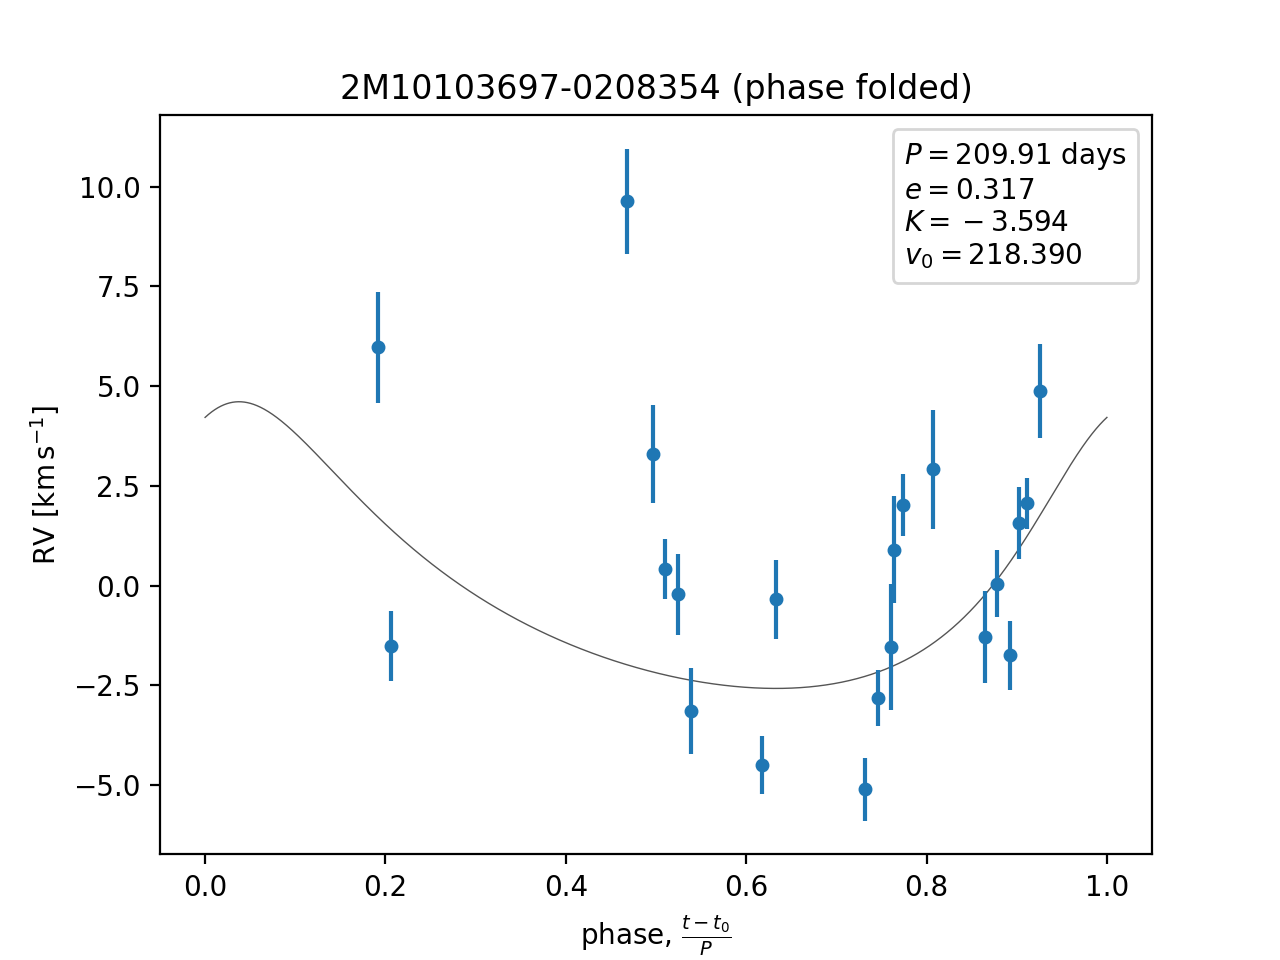 2M10103697-0208354 (phase folded)
P = 209.91 days
e = 0.317
K = − 3.594
v₀ = 218.390
10.0
7.5
5.0
2.5
0.0
−2.5
−5.0
RV [km s⁻¹]
0.0 0.2 0.4 0.6 0.8 1.0
phase, (t − t₀)/P